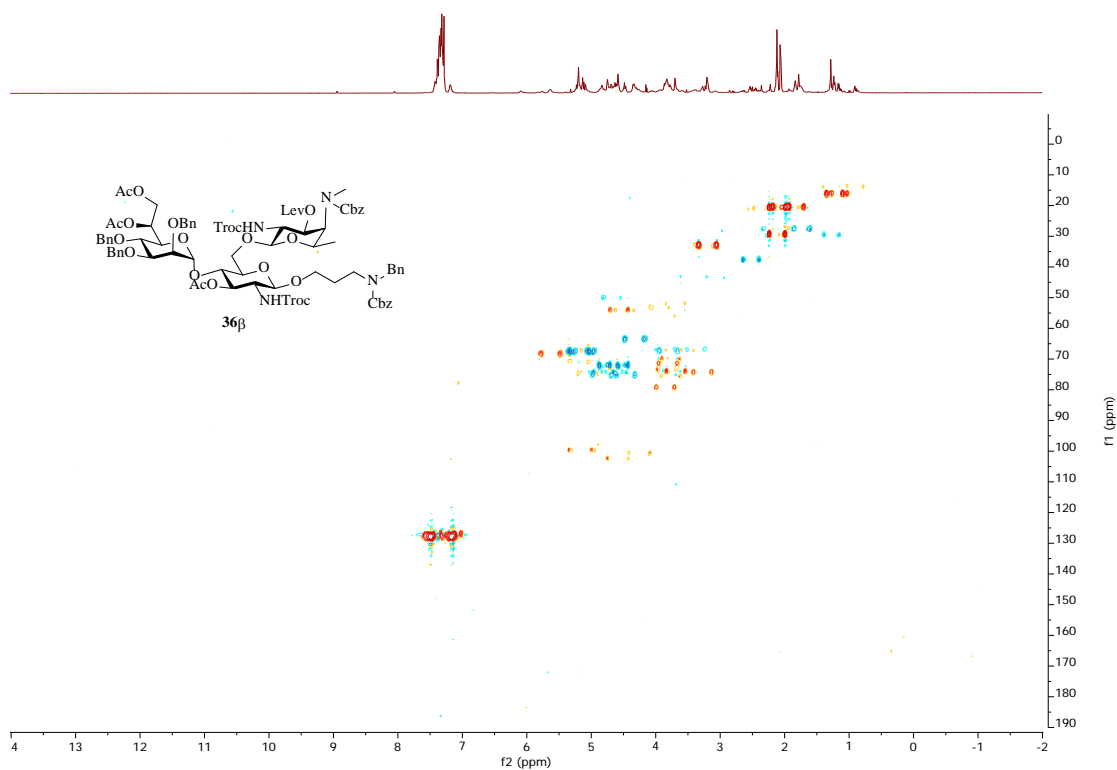 AcO
N
Cbz
LevO
AcO
OBn
TrocHN
O
BnO
O
O
BnO
O
O
O
Bn
AcO
O
N
NHTroc
Cbz
36β
0
10
20
30
40
50
60
70
80
90
100
110
120
130
140
150
160
170
180
190
f1 (ppm)
14 13 12 11 10 9 8 7 6 5 4 3 2 1 0 -1 -2
f2 (ppm)